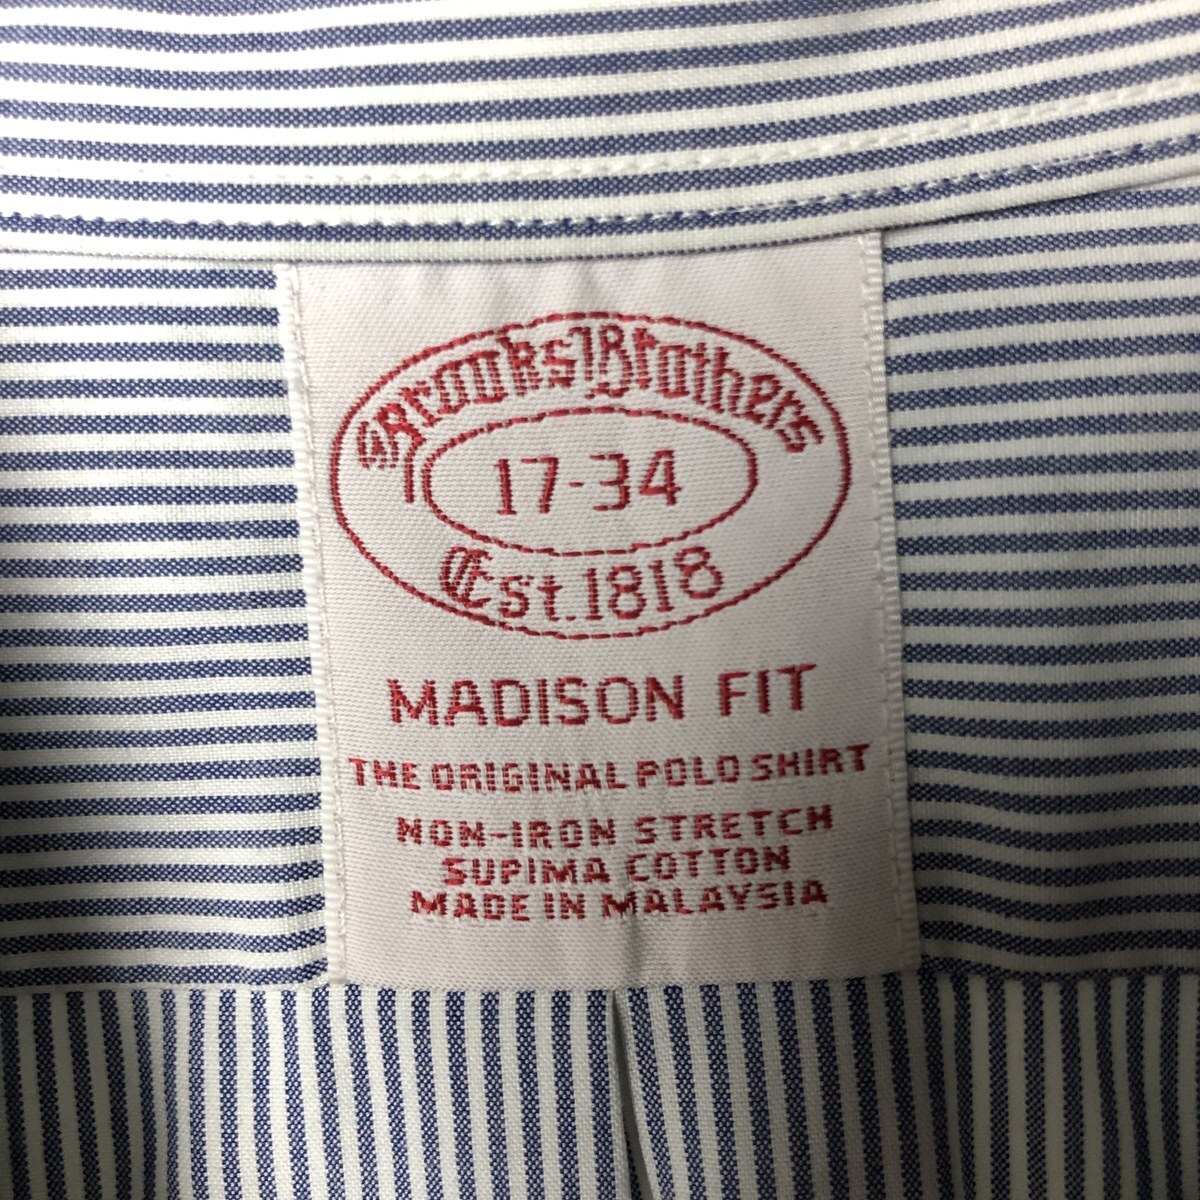 Brooks Brothers
17-34
Est. 1818
MADISON FIT
THE ORIGINAL POLO SHIRT
NON-IRON STRETCH
SUPIMA COTTON
MADE IN MALAYSIA